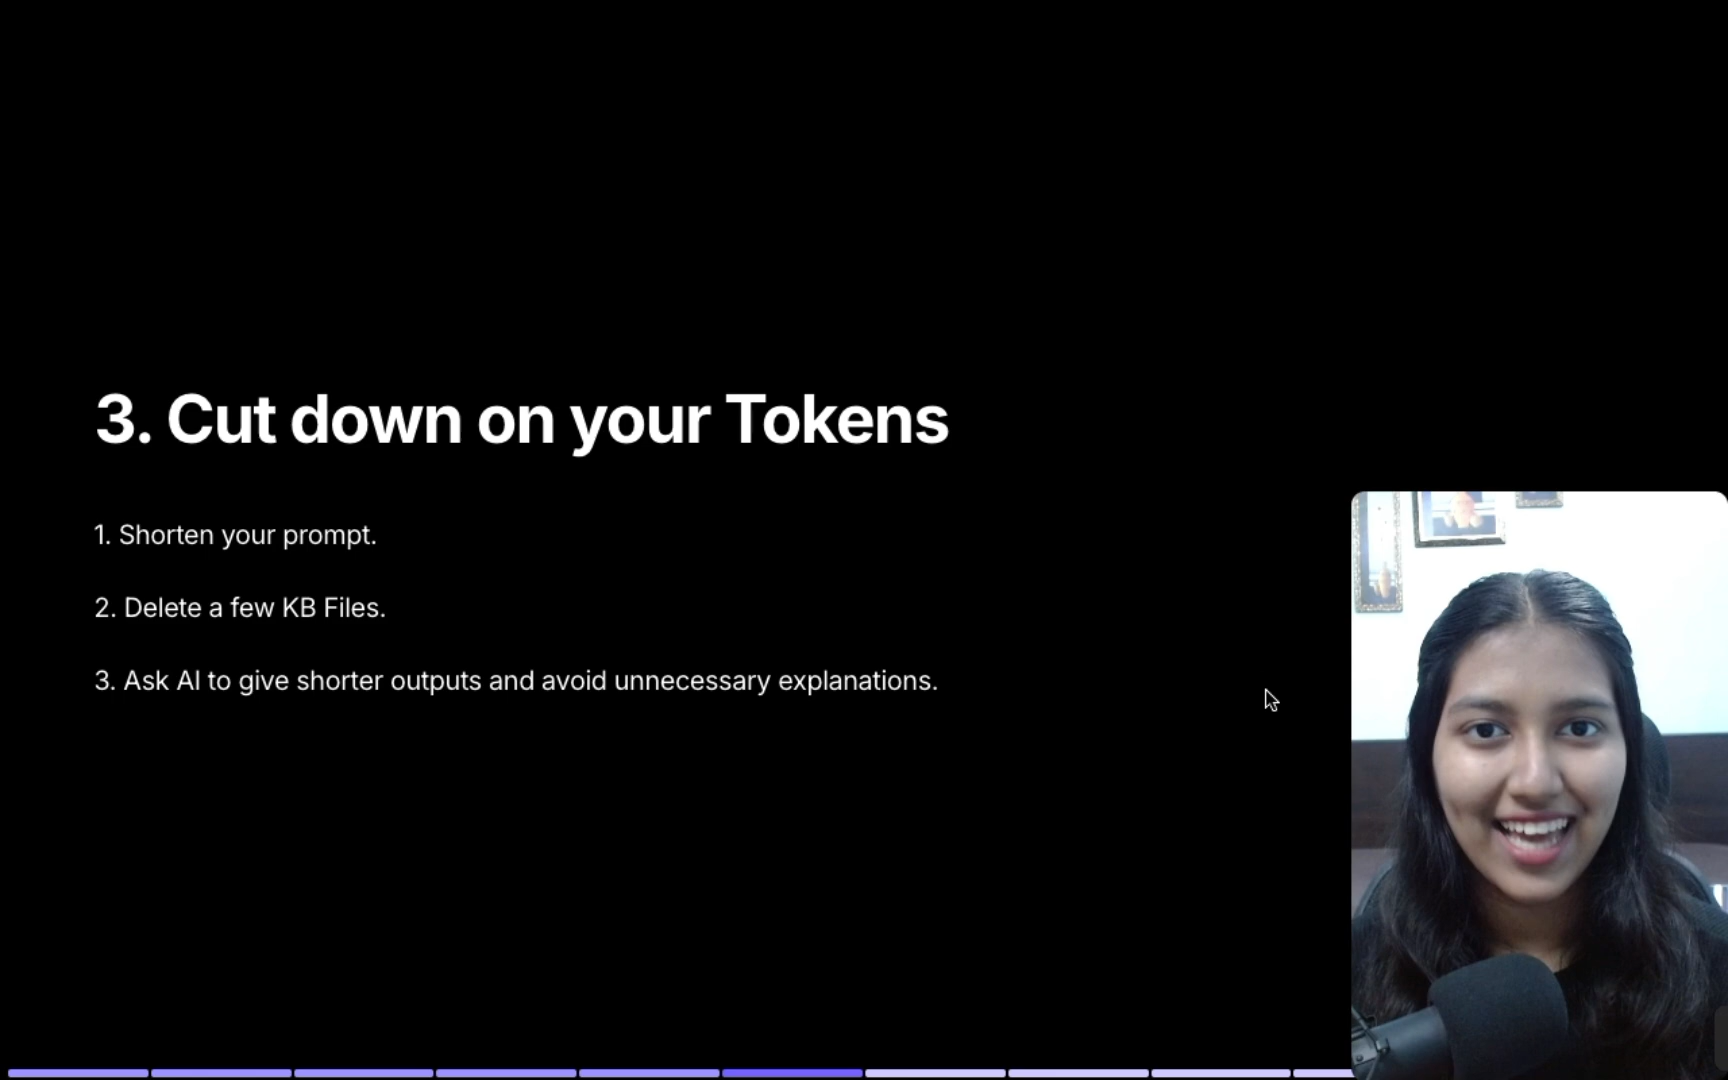 3. Cut down on your Tokens
1. Shorten your prompt.
2. Delete a few KB Files.
3. Ask AI to give shorter outputs and avoid unnecessary explanations.